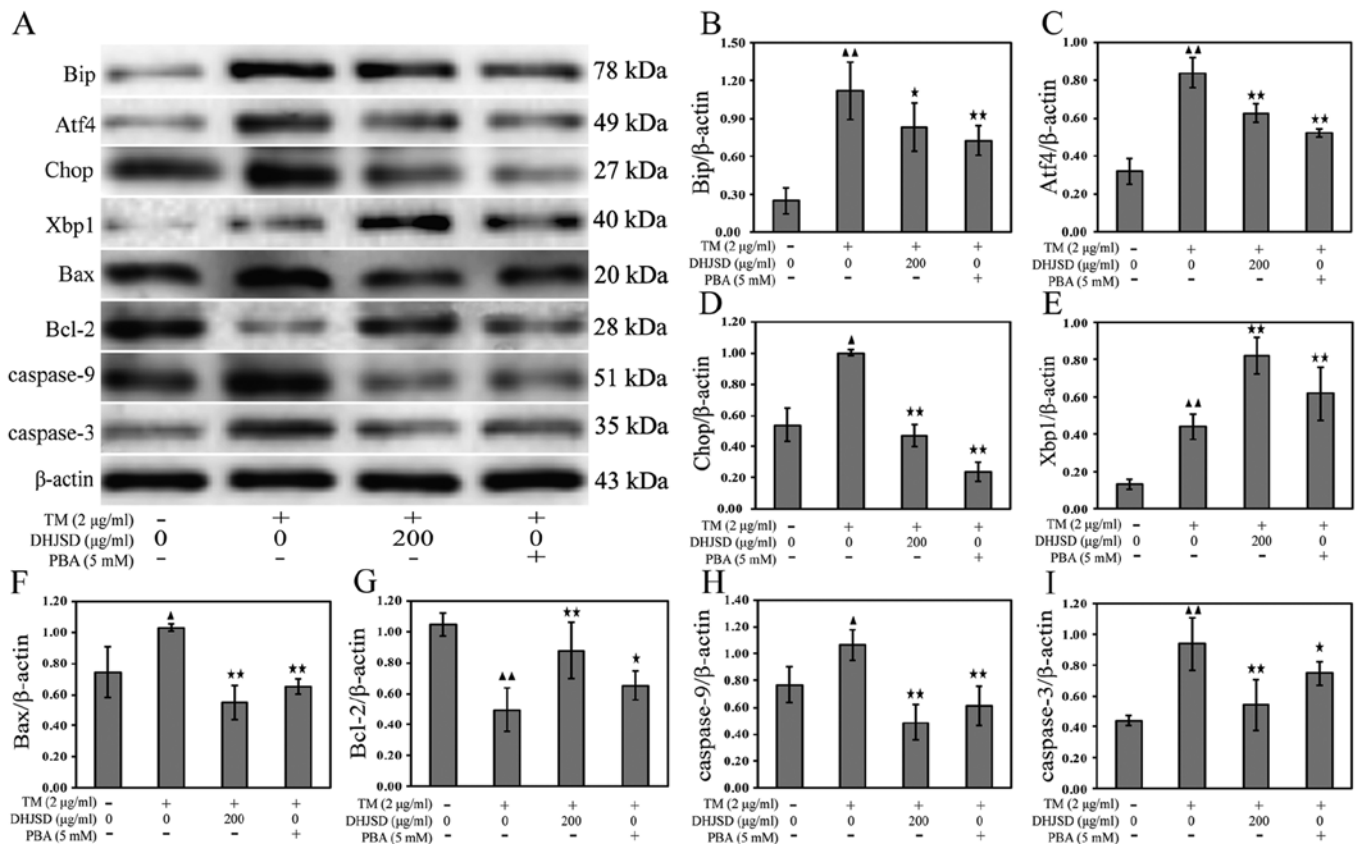 A
Bip 78 kDa
Atf4 49 kDa
Chop 27 kDa
Xbp1 40 kDa
Bax 20 kDa
Bcl-2 28 kDa
caspase-9 51 kDa
caspase-3 35 kDa
β-actin 43 kDa
TM (2 μg/ml) - + + +
DHJSD (μg/ml) 0 0 200 0
PBA (5 mM) - - - +
B
Bip/β-actin
1.50
1.20
0.90
0.60
0.30
0.00
▲▲
★
★★
TM (2 μg/ml) - + + +
DHJSD (μg/ml) 0 0 200 0
PBA (5 mM) - - - +
C
Atf4/β-actin
1.00
0.80
0.60
0.40
0.20
0.00
▲▲
★★
★★
TM (2 μg/ml) - + + +
DHJSD (μg/ml) 0 0 200 0
PBA (5 mM) - - - +
D
Chop/β-actin
1.20
1.00
0.80
0.60
0.40
0.20
0.00
▲
★★
★★
TM (2 μg/ml) - + + +
DHJSD (μg/ml) 0 0 200 0
PBA (5 mM) - - - +
E
Xbp1/β-actin
1.00
0.80
0.60
0.40
0.20
0.00
▲▲
★★
★★
TM (2 μg/ml) - + + +
DHJSD (μg/ml) 0 0 200 0
PBA (5 mM) - - - +
F
Bax/β-actin
1.20
1.00
0.80
0.60
0.40
0.20
0.00
▲
★★
★★
TM (2 μg/ml) - + + +
DHJSD (μg/ml) 0 0 200 0
PBA (5 mM) - - - +
G
Bcl-2/β-actin
1.20
1.00
0.80
0.60
0.40
0.20
0.00
▲▲
★★
★
TM (2 μg/ml) - + + +
DHJSD (μg/ml) 0 0 200 0
PBA (5 mM) - - - +
H
caspase-9/β-actin
1.40
1.20
1.00
0.80
0.60
0.40
0.20
0.00
▲
★★
★★
TM (2 μg/ml) - + + +
DHJSD (μg/ml) 0 0 200 0
PBA (5 mM) - - - +
I
caspase-3/β-actin
1.20
1.00
0.80
0.60
0.40
0.20
0.00
▲▲
★★
★
TM (2 μg/ml) - + + +
DHJSD (μg/ml) 0 0 200 0
PBA (5 mM) - - - +